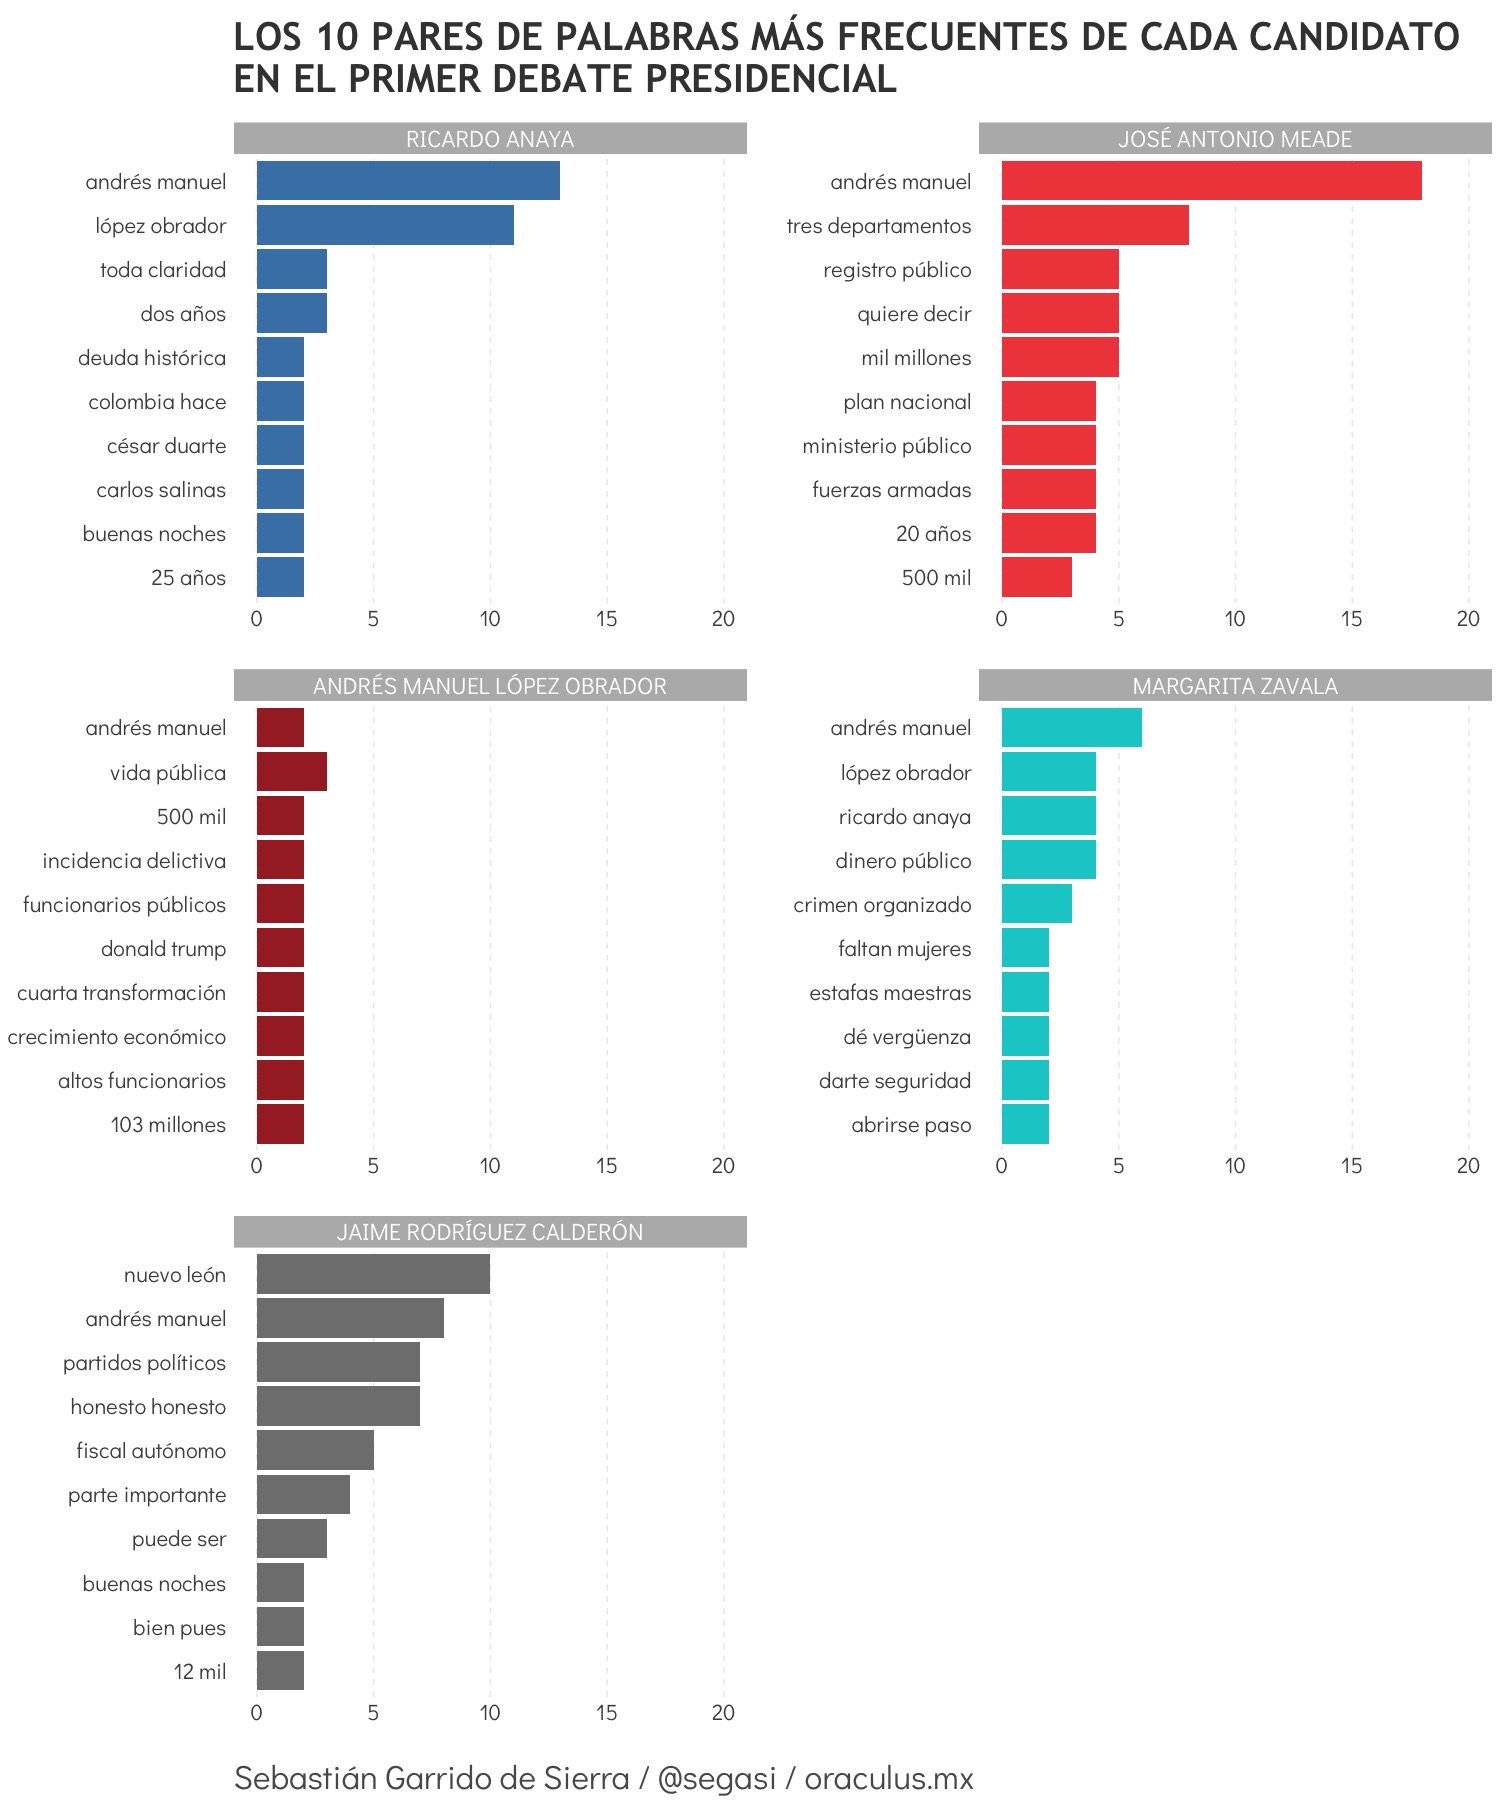 LOS 10 PARES DE PALABRAS MÁS FRECUENTES DE CADA CANDIDATO
EN EL PRIMER DEBATE PRESIDENCIAL
RICARDO ANAYA
andrés manuel
lópez obrador
toda claridad
dos años
deuda histórica
colombia hace
césar duarte
carlos salinas
buenas noches
25 años
0 5 10 15 20
JOSÉ ANTONIO MEADE
andrés manuel
tres departamentos
registro público
quiere decir
mil millones
plan nacional
ministerio público
fuerzas armadas
20 años
500 mil
0 5 10 15 20
ANDRÉS MANUEL LÓPEZ OBRADOR
andrés manuel
vida pública
500 mil
incidencia delictiva
funcionarios públicos
donald trump
cuarta transformación
crecimiento económico
altos funcionarios
103 millones
0 5 10 15 20
MARGARITA ZAVALA
andrés manuel
lópez obrador
ricardo anaya
dinero público
crimen organizado
faltan mujeres
estafas maestras
dé vergüenza
darte seguridad
abrirse paso
0 5 10 15 20
JAIME RODRÍGUEZ CALDERÓN
nuevo león
andrés manuel
partidos políticos
honesto honesto
fiscal autónomo
parte importante
puede ser
buenas noches
bien pues
12 mil
0 5 10 15 20
Sebastián Garrido de Sierra / @segasi / oraculus.mx